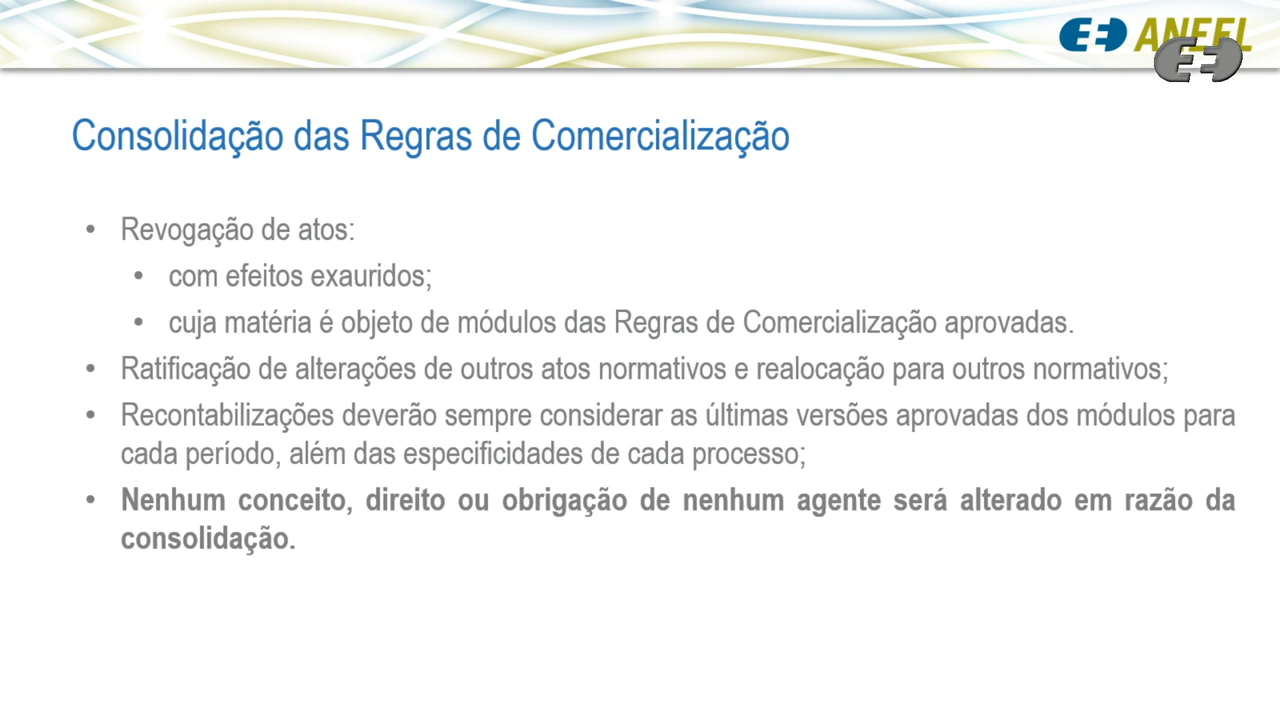 ANEEL
Consolidação das Regras de Comercialização
• Revogação de atos:
• com efeitos exauridos;
• cuja matéria é objeto de módulos das Regras de Comercialização aprovadas.
• Ratificação de alterações de outros atos normativos e realocação para outros normativos;
• Recontabilizações deverão sempre considerar as últimas versões aprovadas dos módulos para
cada período, além das especificidades de cada processo;
• Nenhum conceito, direito ou obrigação de nenhum agente será alterado em razão da
consolidação.